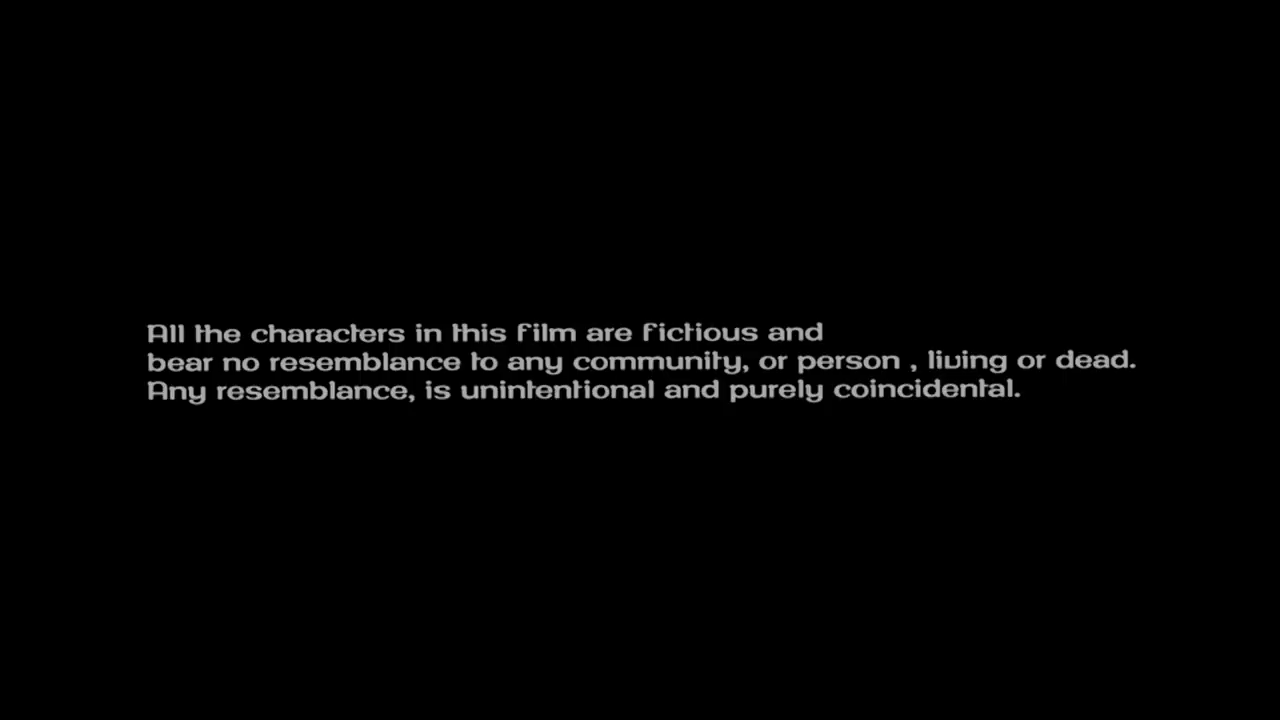 All the characters in this film are fictious and
bear no resemblance to any community, or person , living or dead.
Any resemblance, is unintentional and purely coincidental.